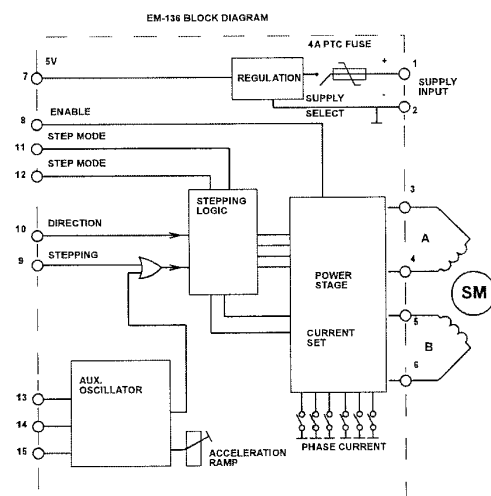 EM-136 BLOCK DIAGRAM
4A PTC FUSE
5V
7
REGULATION
+
1
SUPPLY
INPUT
-
2
SUPPLY
SELECT
8
ENABLE
11
STEP MODE
12
STEP MODE
STEPPING
LOGIC
3
10
DIRECTION
A
9
STEPPING
4
POWER
STAGE
SM
5
CURRENT
SET
B
6
AUX.
OSCILLATOR
13
14
15
ACCELERATION
RAMP
PHASE CURRENT